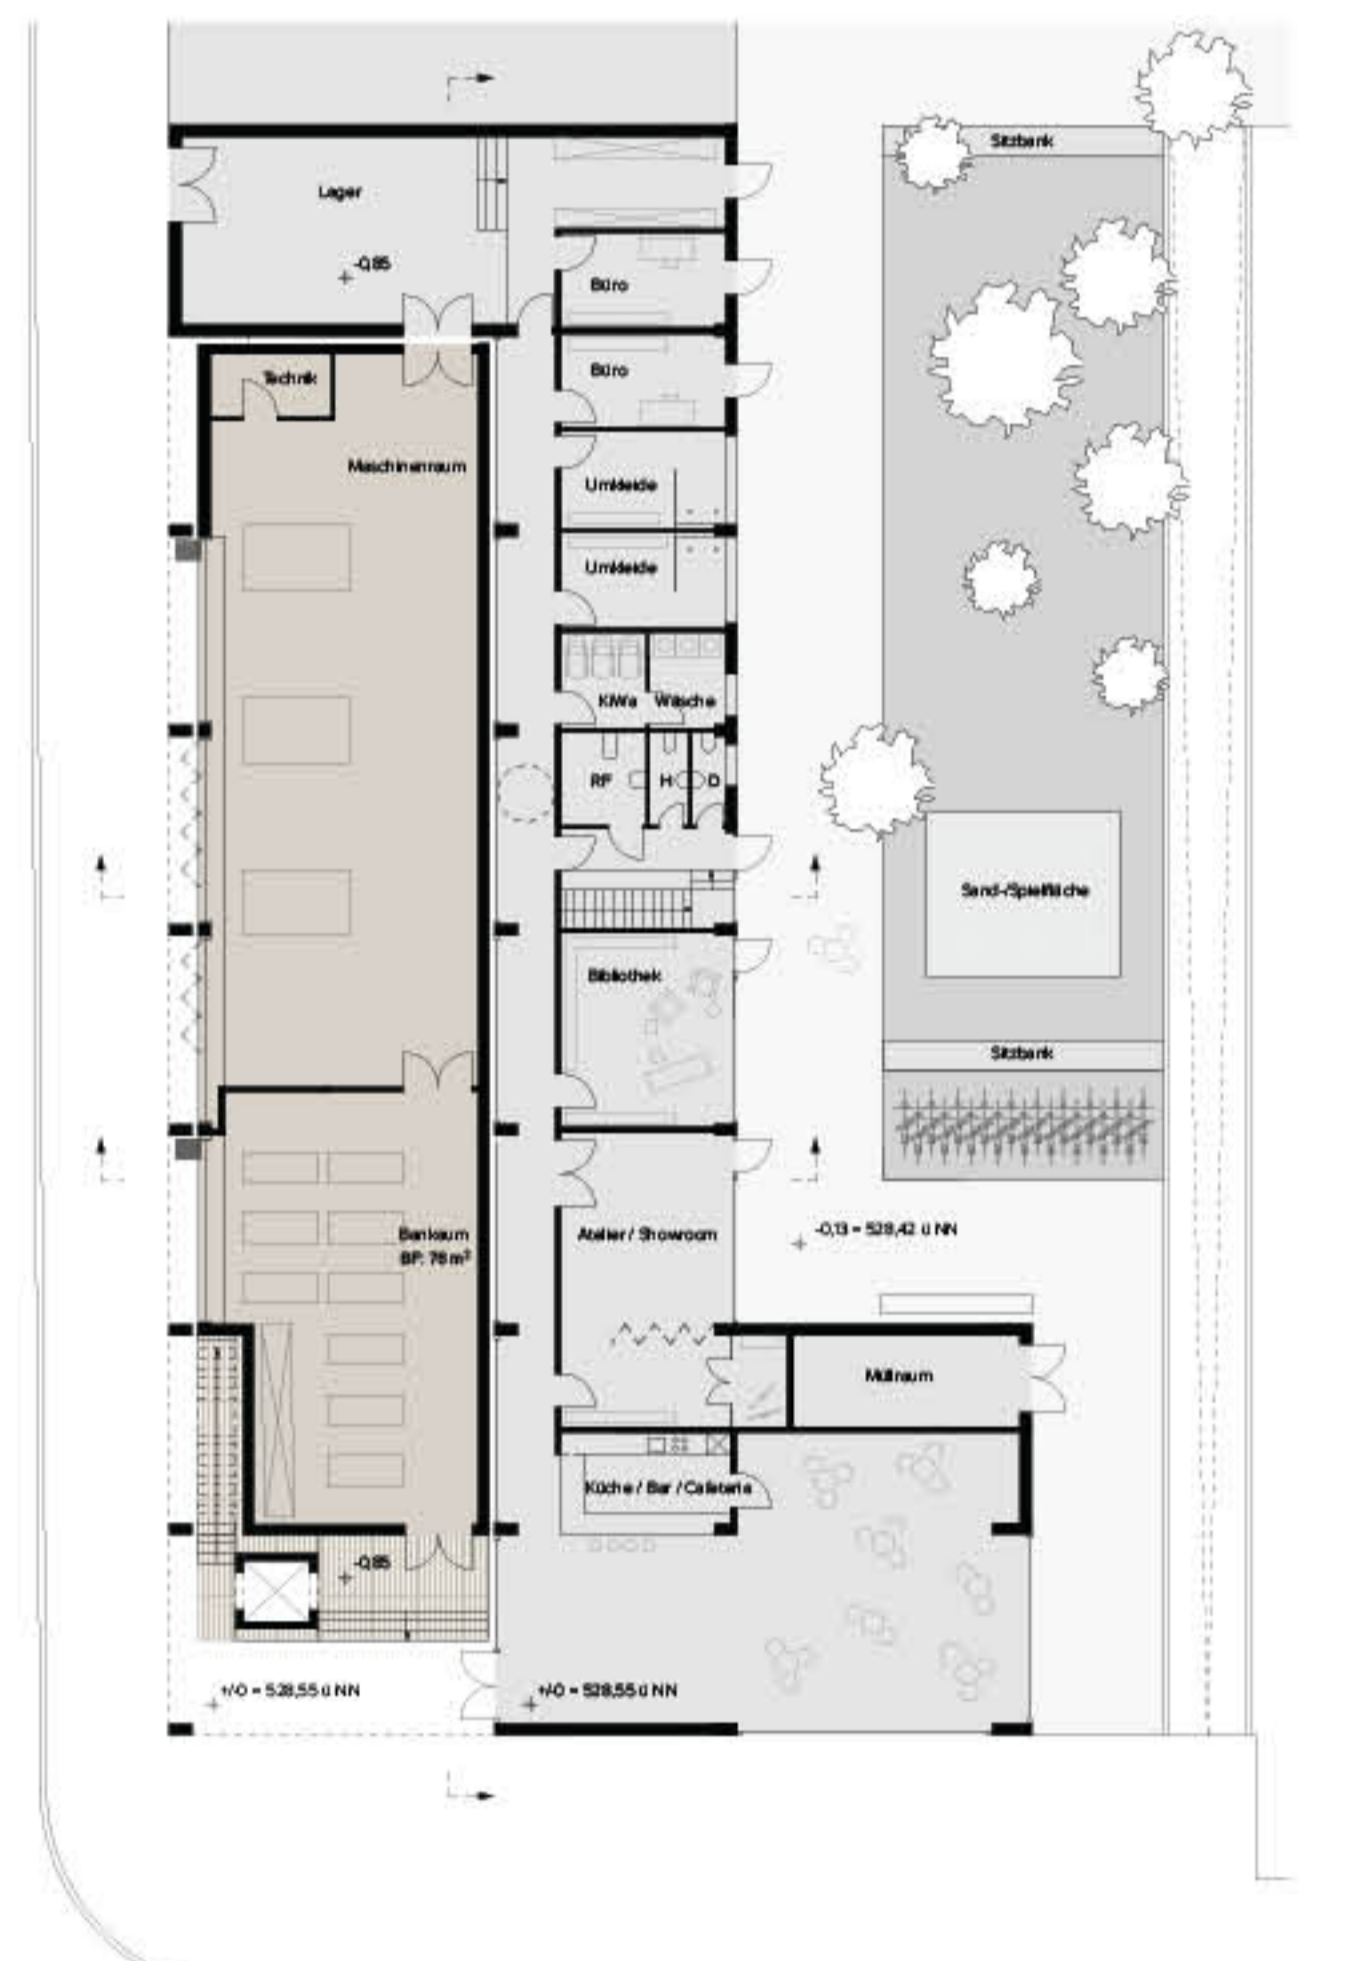 Sitzbank
Lager
-0,85
Büro
Büro
Technik
Maschinenraum
Umkleide
Umkleide
KiWa
Wäsche
RF
H
D
Sand-/Spielfläche
Bibliothek
Sitzbank
Atelier / Showroom
-0,13 = 528,42 ü NN
Bankraum
BF: 78 m²
Müllraum
Küche / Bar / Cafeteria
-0,85
+/-0 = 528,55 ü NN
+/-0 = 528,55 ü NN